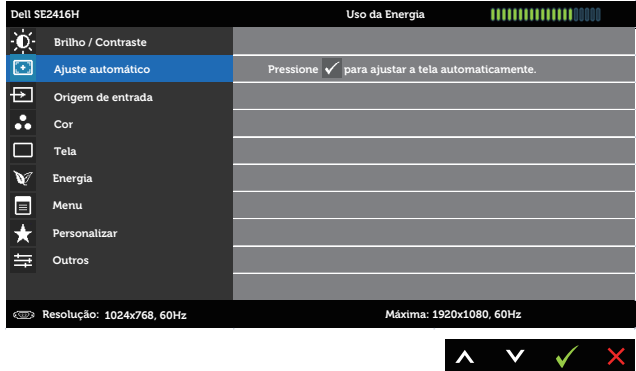 Dell SE2416H Uso da Energia
Brilho / Contraste
Ajuste automático Pressione para ajustar a tela automaticamente.
Origem de entrada
Cor
Tela
Energia
Menu
Personalizar
Outros
Resolução: 1024x768, 60Hz Máxima: 1920x1080, 60Hz